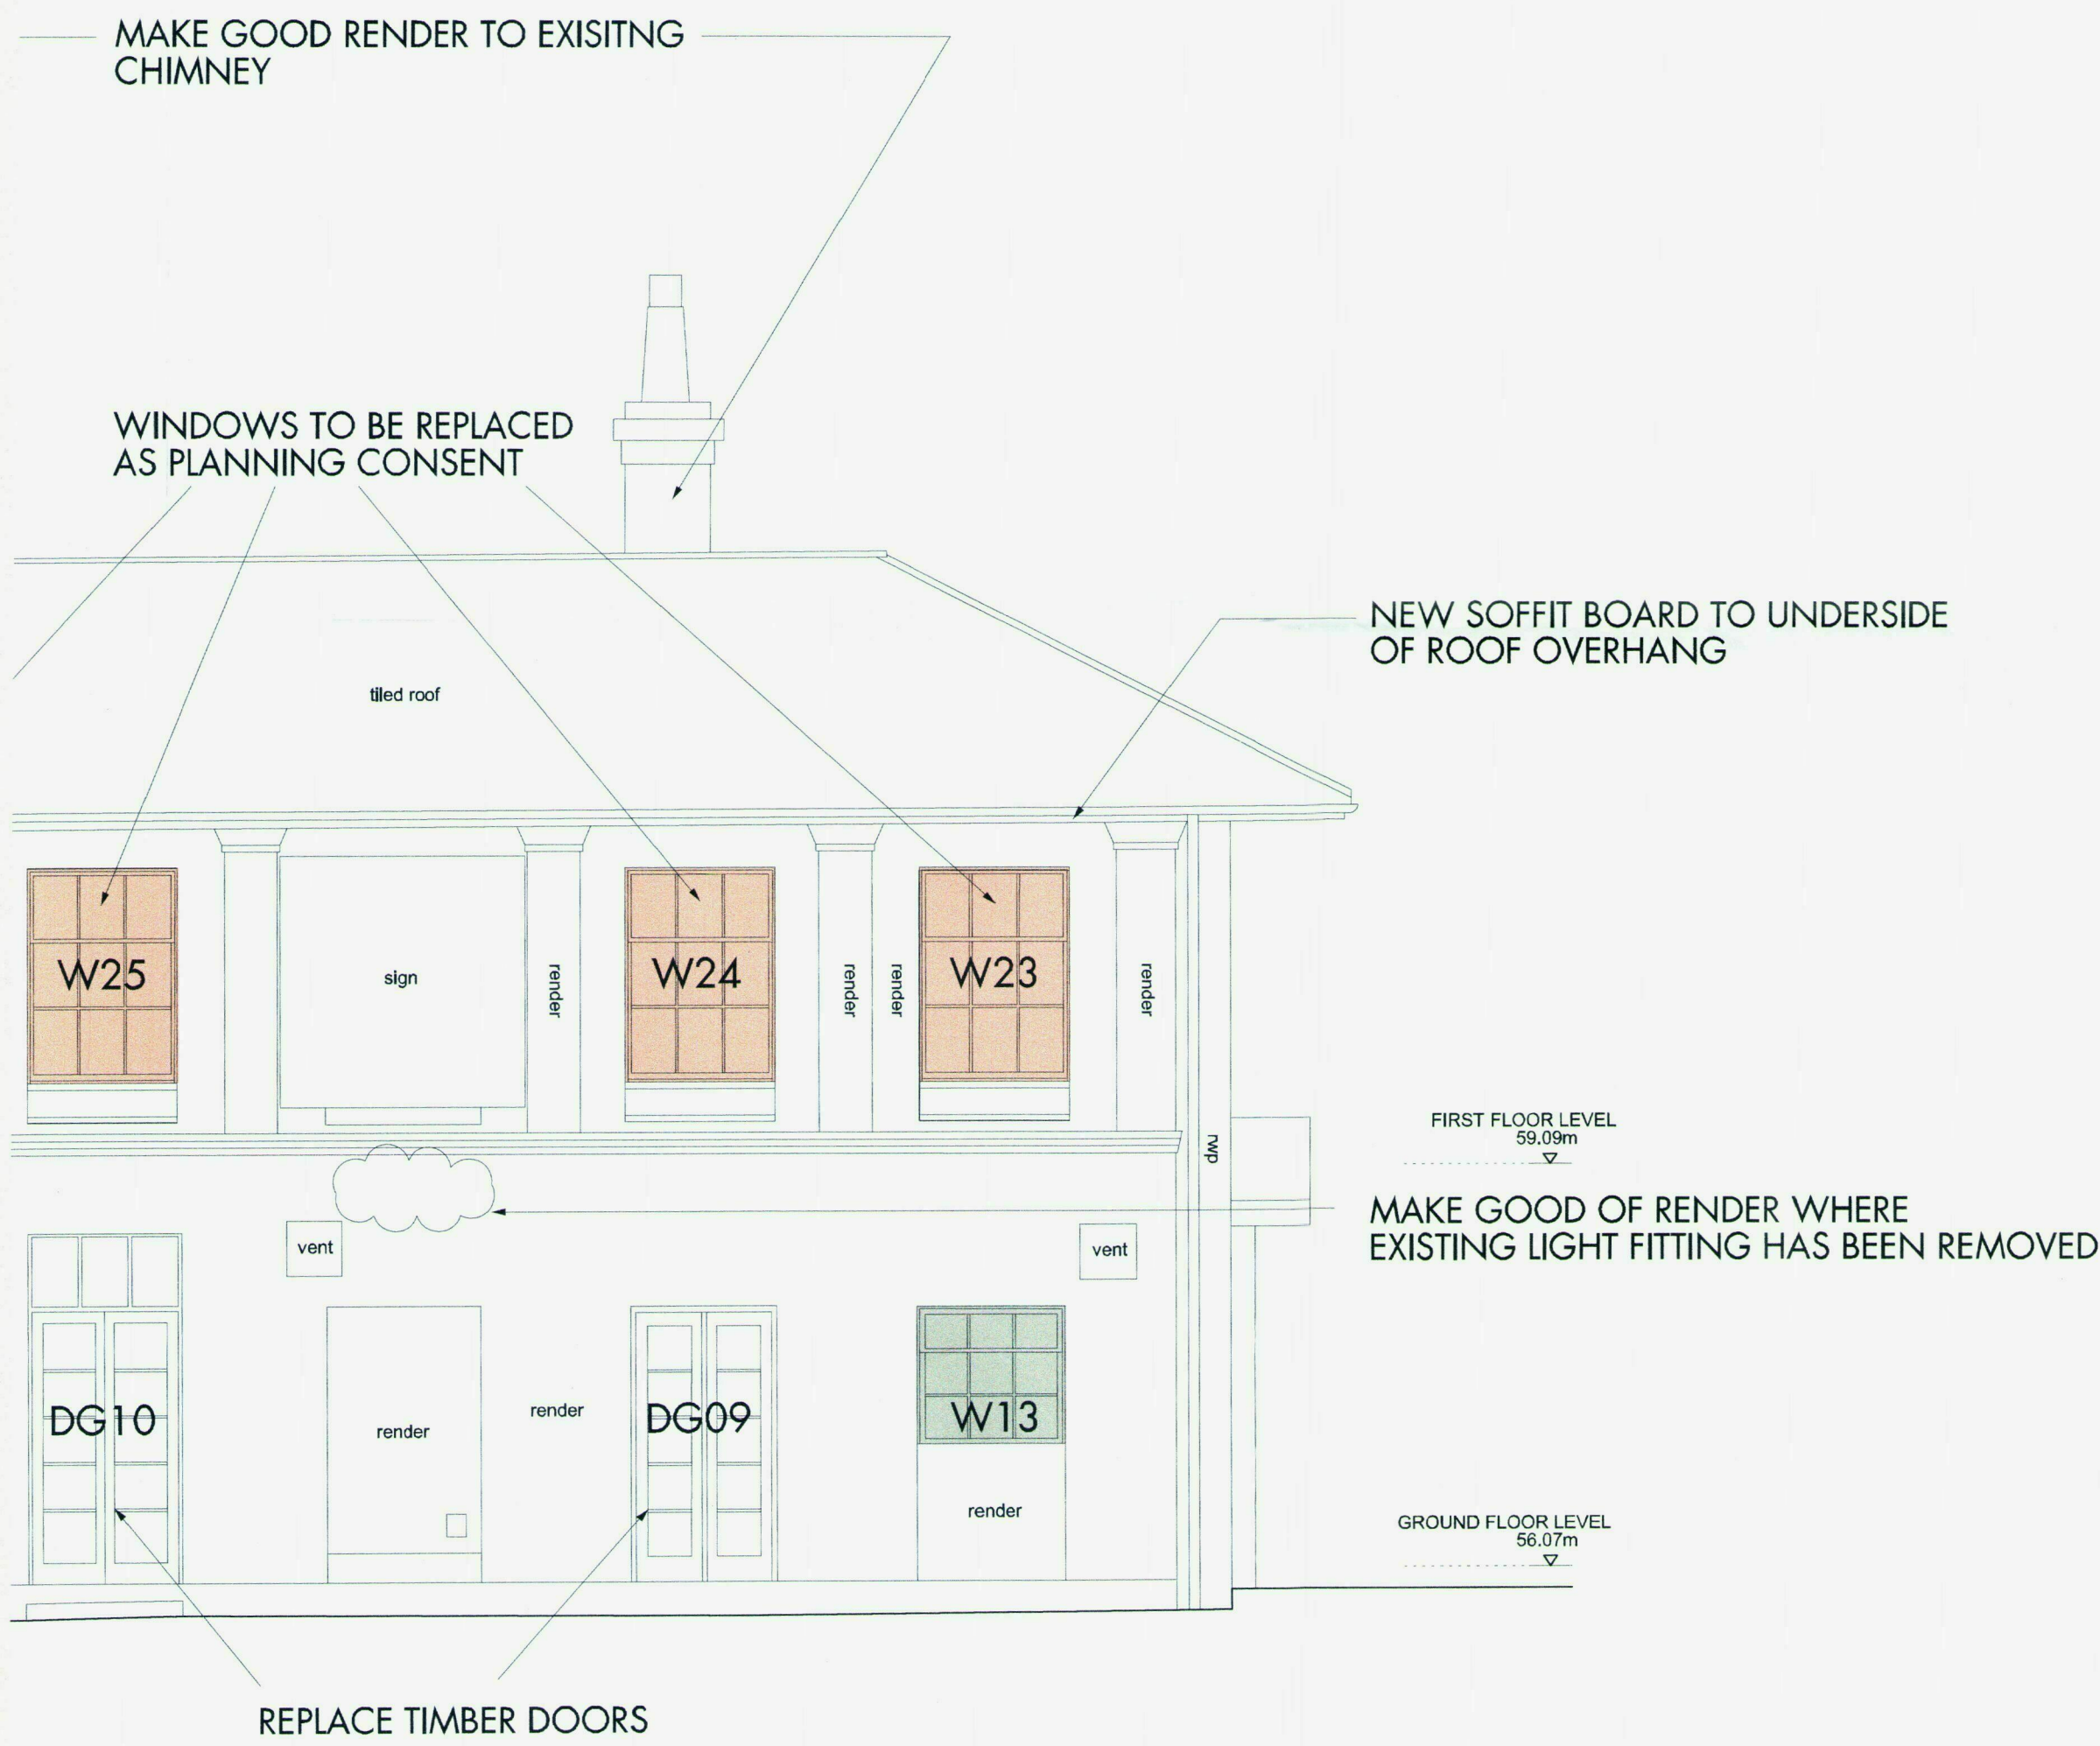 MAKE GOOD RENDER TO EXISITNG
CHIMNEY
WINDOWS TO BE REPLACED
AS PLANNING CONSENT
NEW SOFFIT BOARD TO UNDERSIDE
OF ROOF OVERHANG
tiled roof
W25
sign
render
W24
render
render
W23
render
FIRST FLOOR LEVEL
59.09m
rwp
MAKE GOOD OF RENDER WHERE
EXISTING LIGHT FITTING HAS BEEN REMOVED
vent
vent
DG10
render
render
DG09
W13
render
GROUND FLOOR LEVEL
56.07m
REPLACE TIMBER DOORS